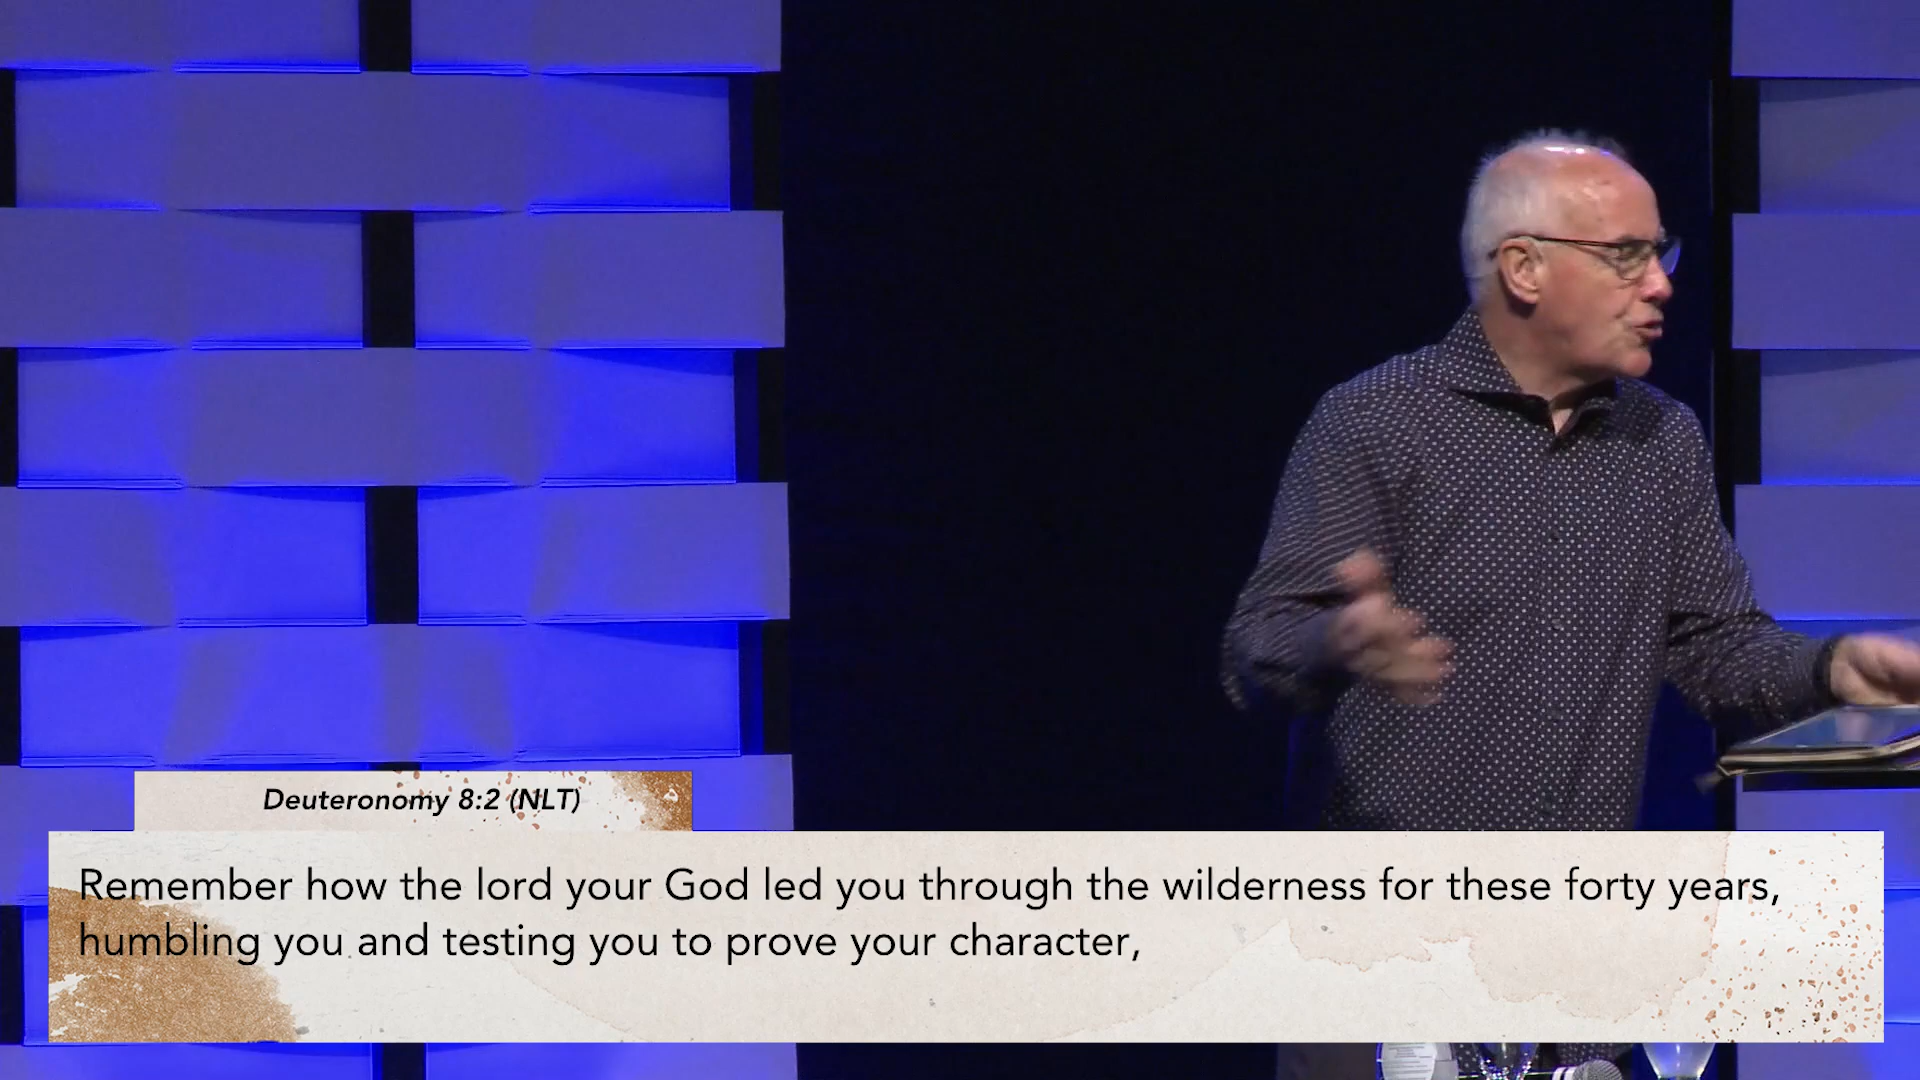 Deuteronomy 8:2 (NLT)
Remember how the lord your God led you through the wilderness for these forty years,
humbling you and testing you to prove your character,